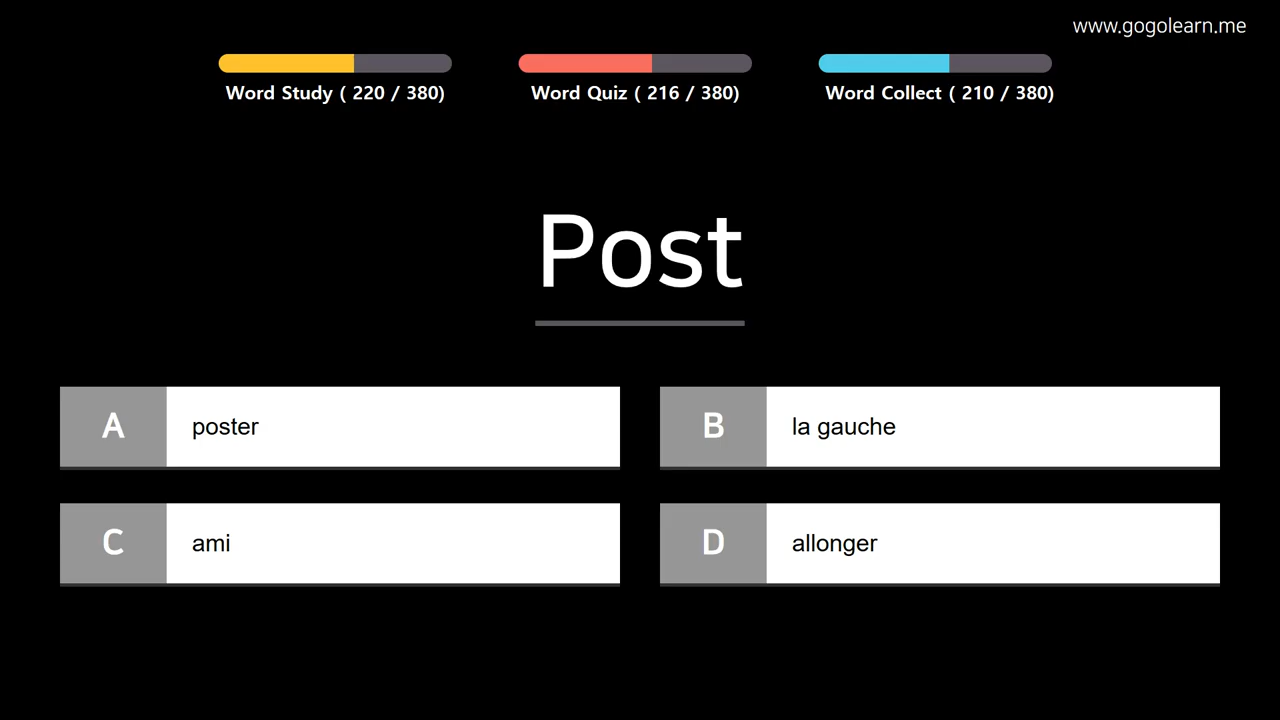 www.gogolearn.me
Word Study ( 220 / 380)
Word Quiz ( 216 / 380)
Word Collect ( 210 / 380)
Post
A
poster
B
la gauche
C
ami
D
allonger